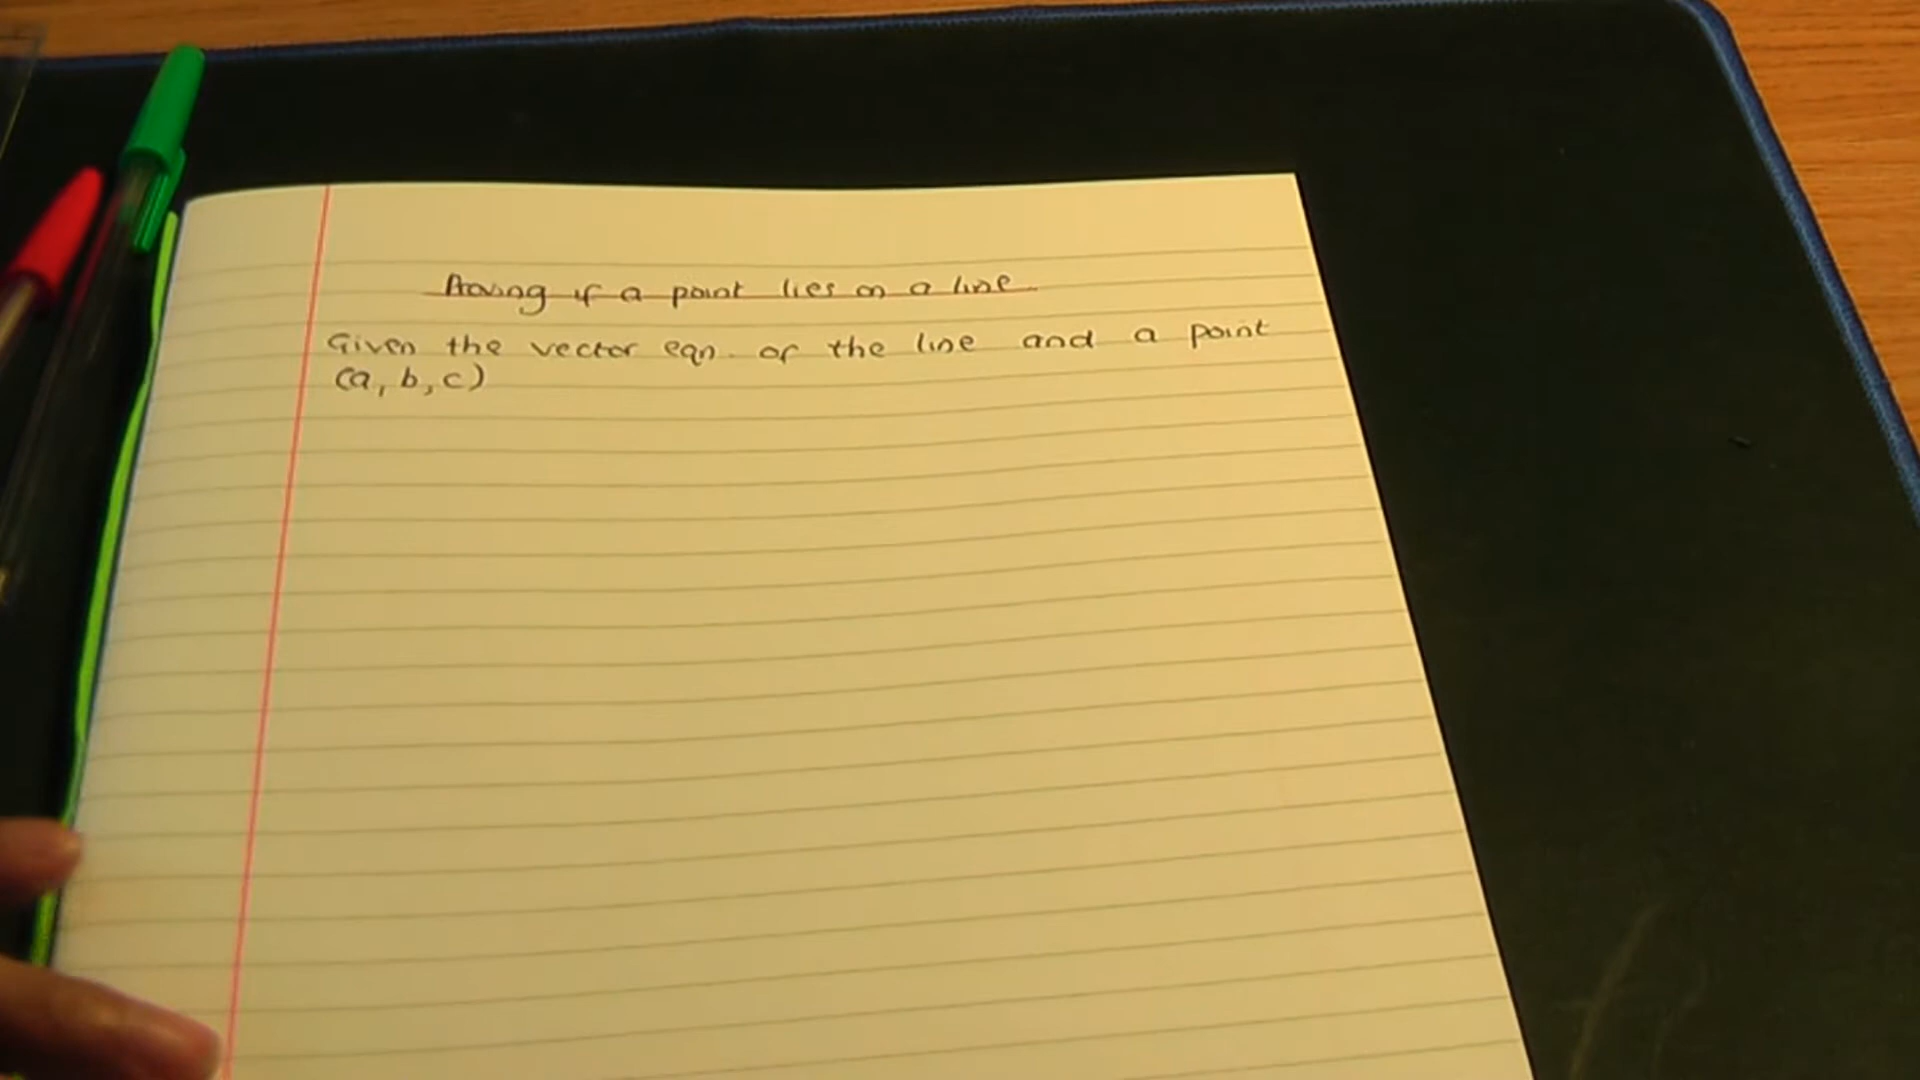 Proving if a point lies on a line
Given the vector eqn. of the line and a point
(a, b, c)